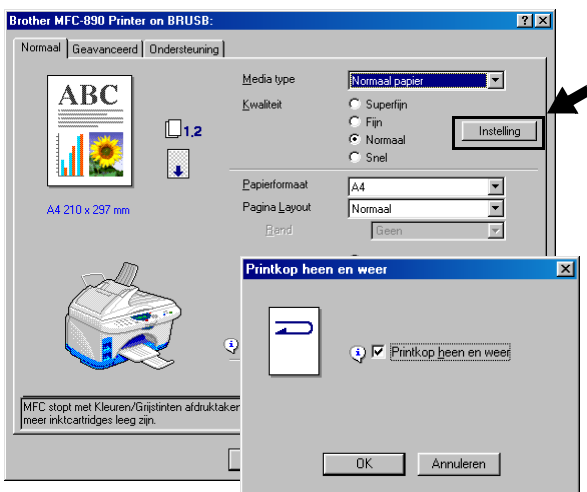 Brother MFC-890 Printer on BRUSB:
Normaal Geavanceerd Ondersteuning
ABC
1,2
A4 210 x 297 mm
Media type Normaal papier
Kwaliteit Superfijn
Fijn
Normaal
Snel
Instelling
Papierformaat A4
Pagina Layout Normaal
Rand Geen
MFC stopt met Kleuren/Grijstinten afdruktaken
meer inktcartridges leeg zijn.
Printkop heen en weer
Printkop heen en weer
OK Annuleren